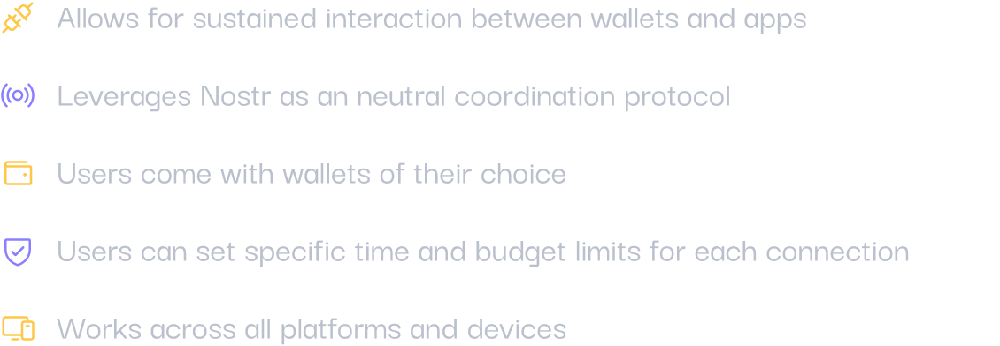 Allows for sustained interaction between wallets and apps
Leverages Nostr as an neutral coordination protocol
Users come with wallets of their choice
Users can set specific time and budget limits for each connection
Works across all platforms and devices